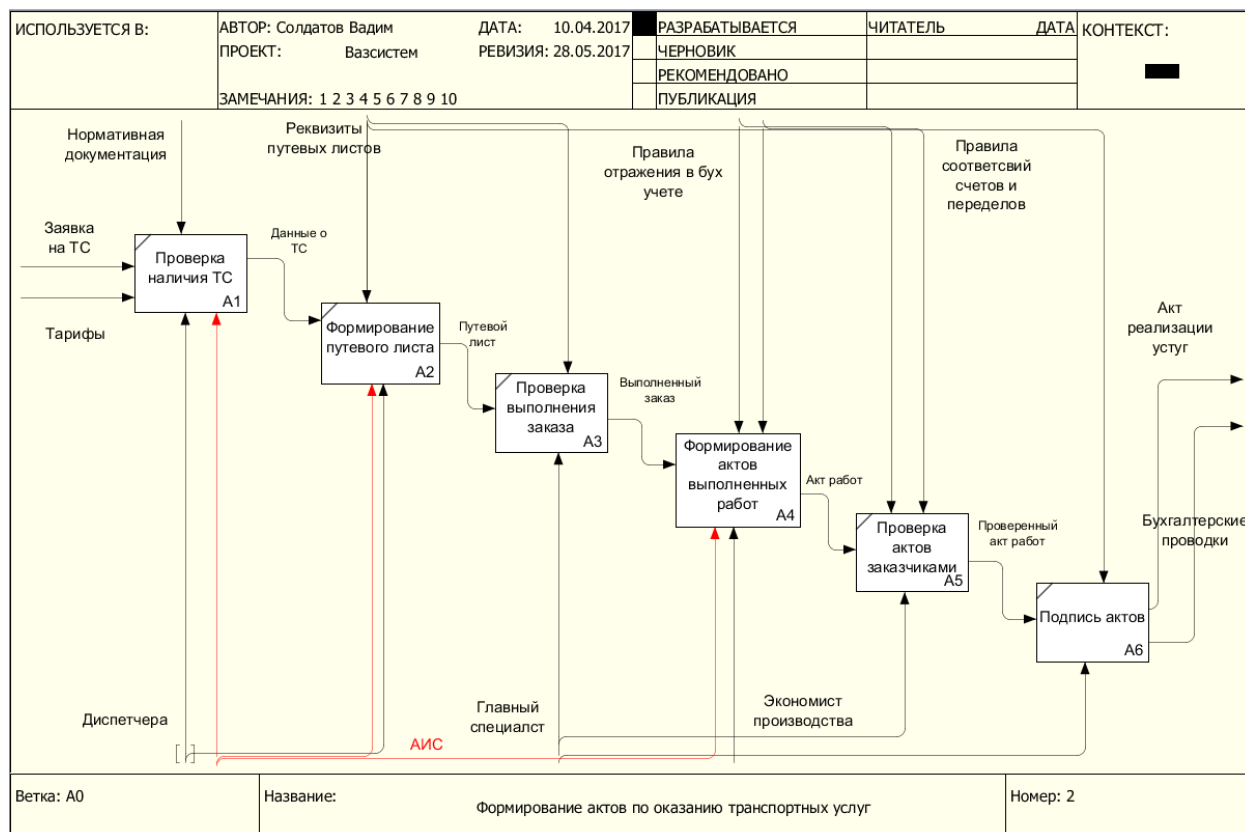 ИСПОЛЬЗУЕТСЯ В:
АВТОР: Солдатов Вадим
ДАТА: 10.04.2017
ПРОЕКТ: Вазсистем
РЕВИЗИЯ: 28.05.2017
ЗАМЕЧАНИЯ: 1 2 3 4 5 6 7 8 9 10
РАЗРАБАТЫВАЕТСЯ
ЧЕРНОВИК
РЕКОМЕНДОВАНО
ПУБЛИКАЦИЯ
ЧИТАТЕЛЬ
ДАТА
КОНТЕКСТ:
Нормативная
документация
Реквизиты
путевых листов
Правила
отражения в бух
учете
Правила
соответсвий
счетов и
переделов
Заявка
на ТС
Тарифы
Проверка
наличия ТС
A1
Данные о
ТС
Формирование
путевого листа
A2
Путевой
лист
Проверка
выполнения
заказа
A3
Выполненный
заказ
Формирование
актов
выполненных
работ
A4
Акт работ
Проверка
актов
заказчиками
A5
Проверенный
акт работ
Подпись актов
A6
Акт
реализации
устуг
Бухгалтерские
проводки
Диспетчера
АИС
Главный
специалст
Экономист
производства
Ветка: A0
Название:
Формирование актов по оказанию транспортных услуг
Номер: 2